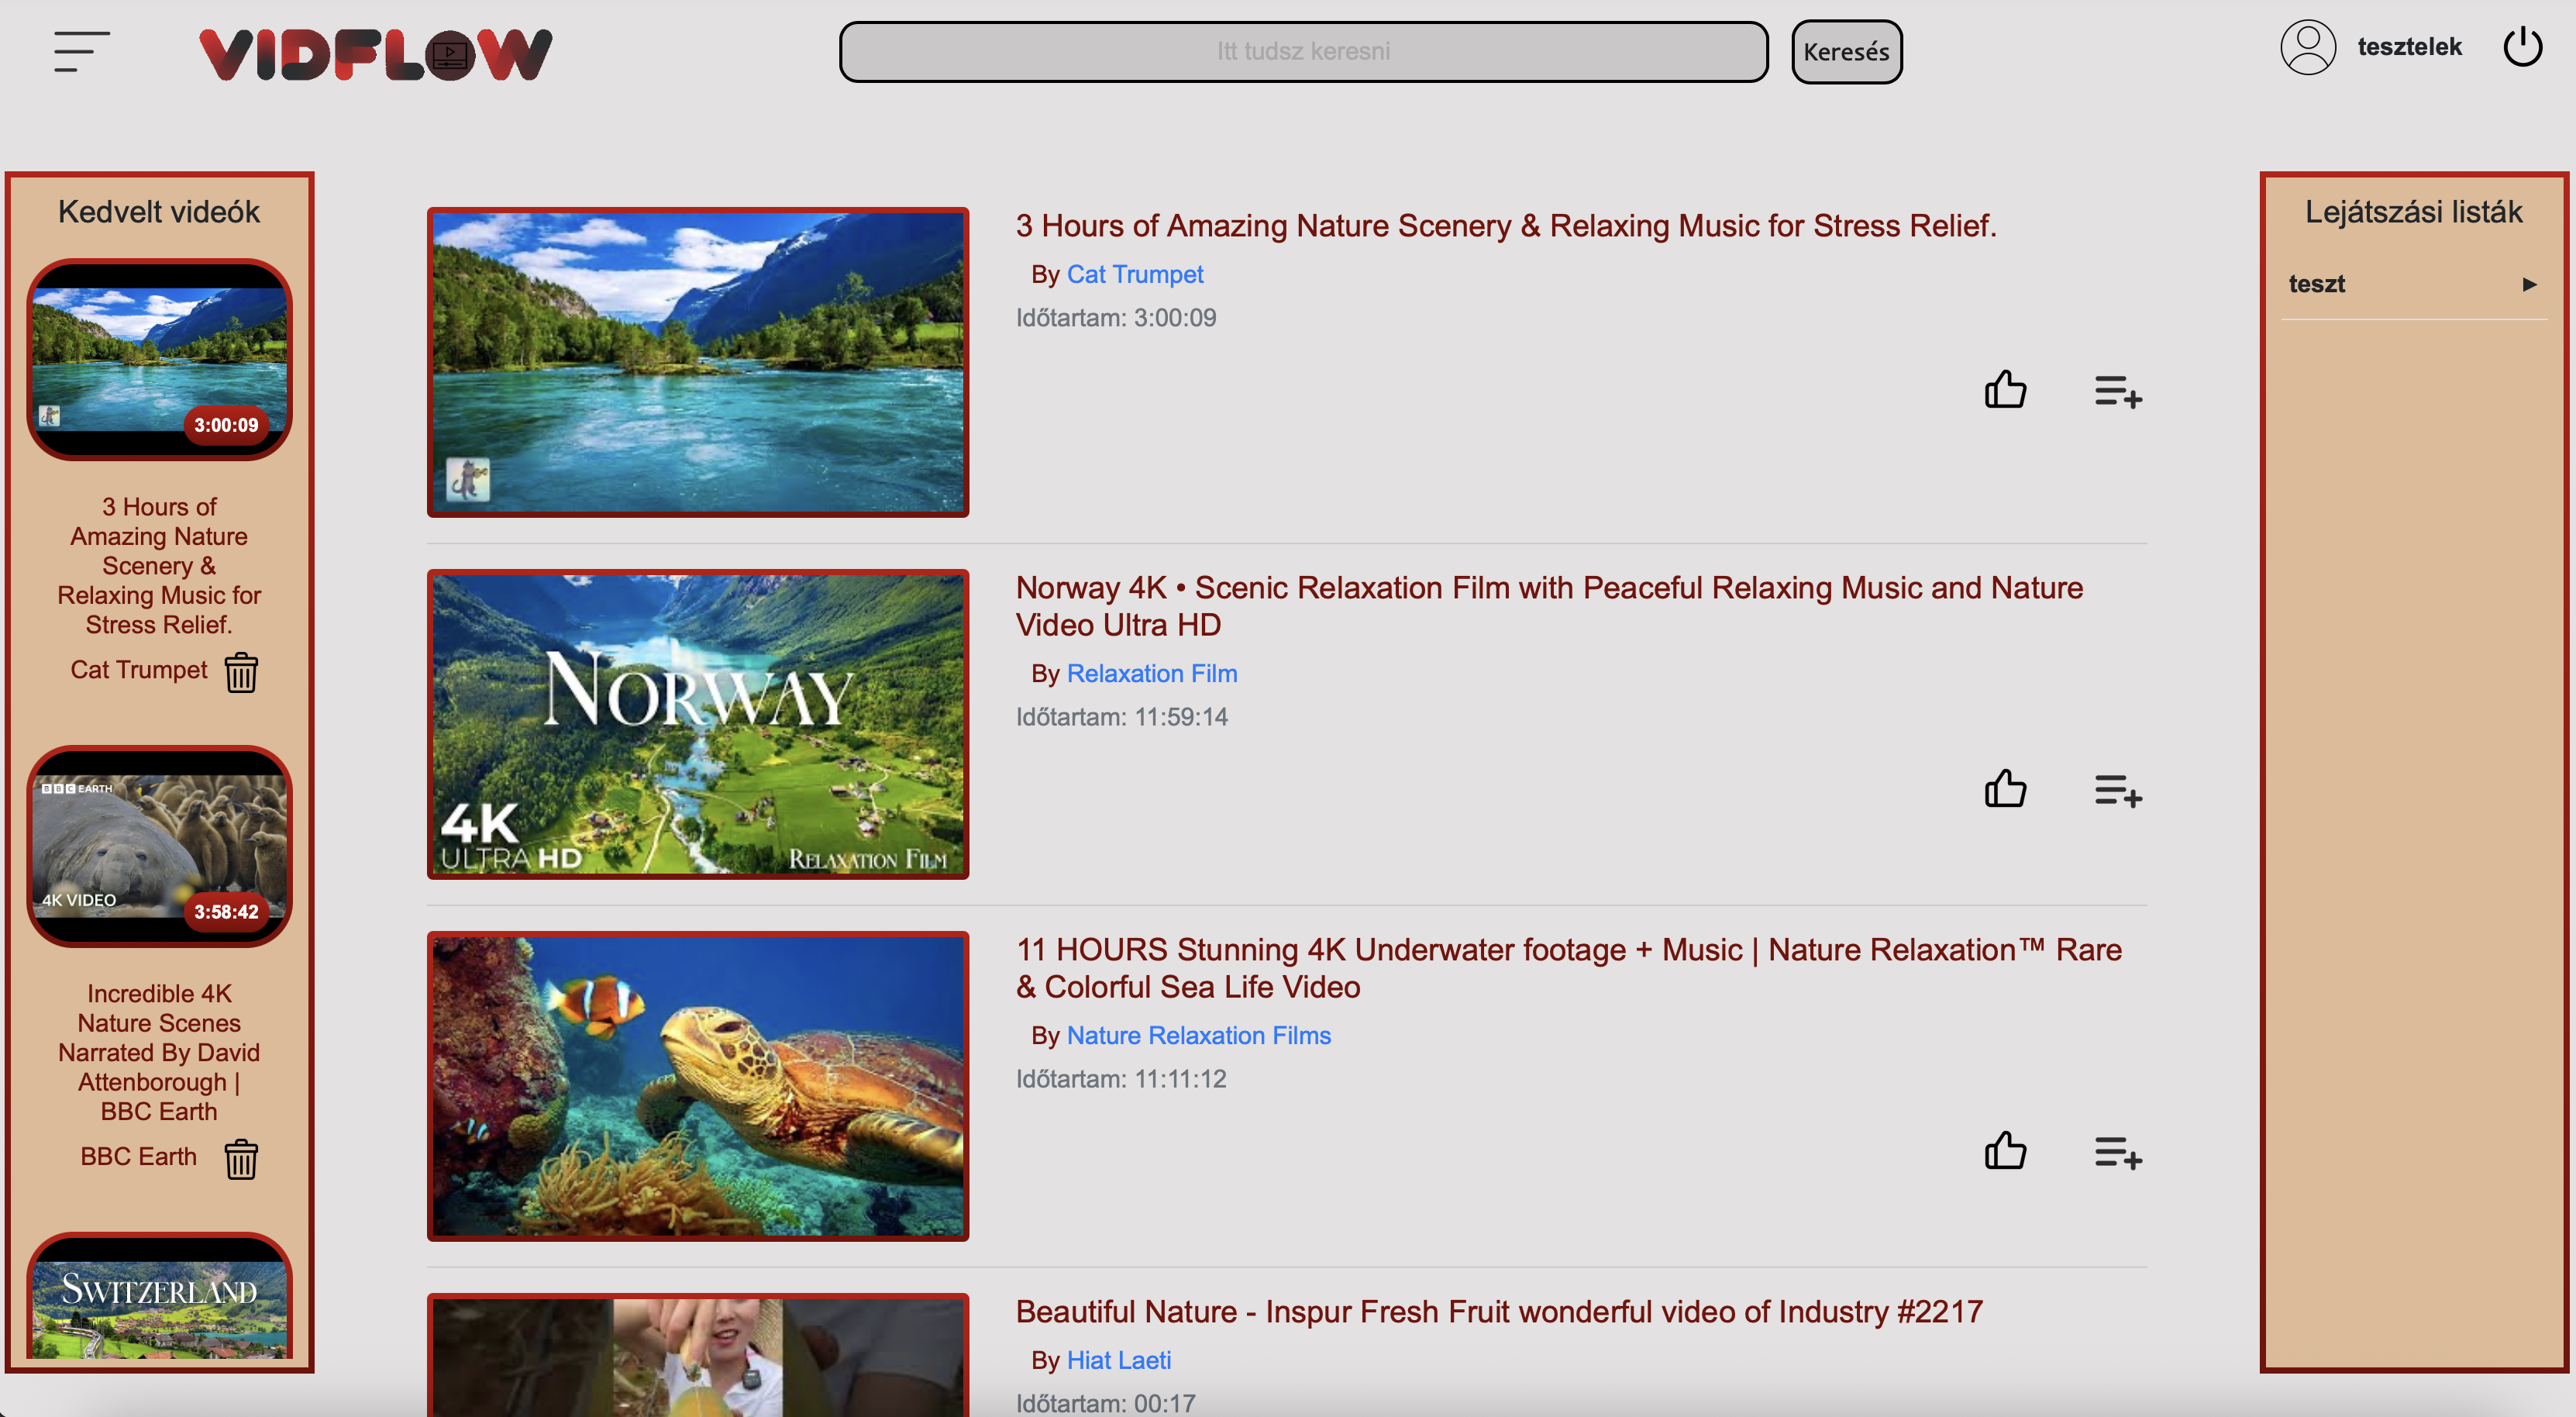 VIDFLOW
Itt tudsz keresni
Keresés
tesztelek
Kedvelt videók
3:00:09
3 Hours of
Amazing Nature
Scenery &
Relaxing Music for
Stress Relief.
Cat Trumpet
BBC EARTH
4K VIDEO
3:58:42
Incredible 4K
Nature Scenes
Narrated By David
Attenborough |
BBC Earth
BBC Earth
SWITZERLAND
3 Hours of Amazing Nature Scenery & Relaxing Music for Stress Relief.
By Cat Trumpet
Időtartam: 3:00:09
NORWAY
4K
ULTRA HD
RELAXATION FILM
Norway 4K • Scenic Relaxation Film with Peaceful Relaxing Music and Nature
Video Ultra HD
By Relaxation Film
Időtartam: 11:59:14
11 HOURS Stunning 4K Underwater footage + Music | Nature Relaxation™ Rare
& Colorful Sea Life Video
By Nature Relaxation Films
Időtartam: 11:11:12
Beautiful Nature - Inspur Fresh Fruit wonderful video of Industry #2217
By Hiat Laeti
Időtartam: 00:17
Lejátszási listák
teszt